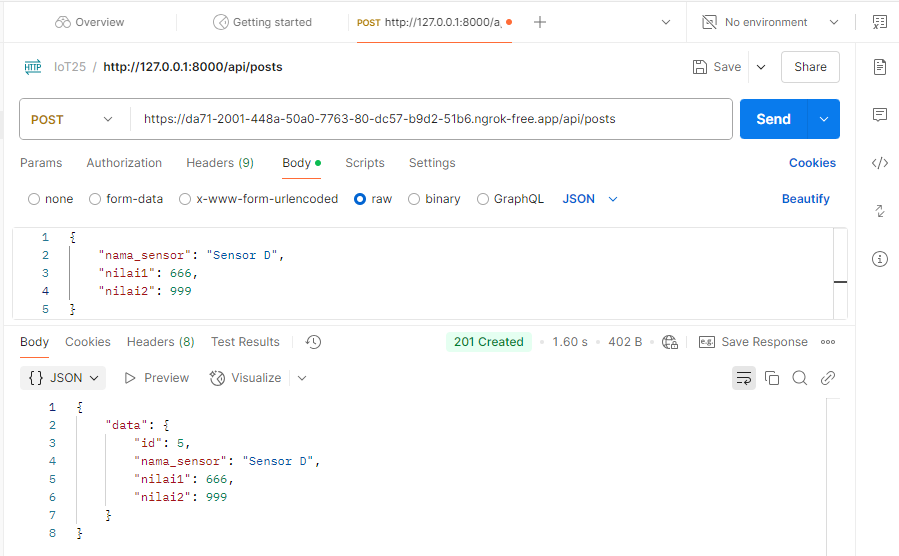 Overview
Getting started
POST http://127.0.0.1:8000/a
No environment
HTTP IoT25 / http://127.0.0.1:8000/api/posts
Save
Share
POST
https://da71-2001-448a-50a0-7763-80-dc57-b9d2-51b6.ngrok-free.app/api/posts
Send
Params Authorization Headers (9) Body Scripts Settings Cookies
none form-data x-www-form-urlencoded raw binary GraphQL JSON Beautify
1 {
2 "nama_sensor": "Sensor D",
3 "nilai1": 666,
4 "nilai2": 999
5 }
Body Cookies Headers (8) Test Results 201 Created • 1.60 s • 402 B • e.g. Save Response
{} JSON Preview Visualize
1 {
2 "data": {
3 "id": 5,
4 "nama_sensor": "Sensor D",
5 "nilai1": 666,
6 "nilai2": 999
7 }
8 }